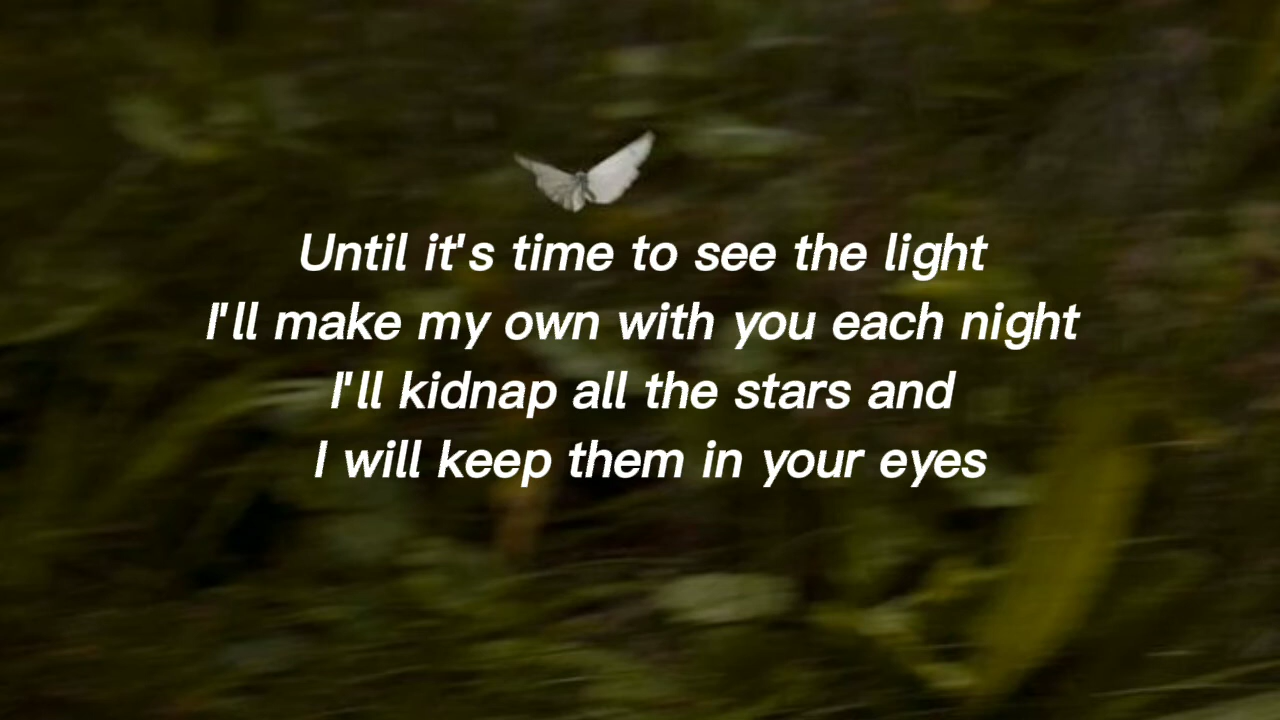 Until it's time to see the light
I'll make my own with you each night
I'll kidnap all the stars and
I will keep them in your eyes